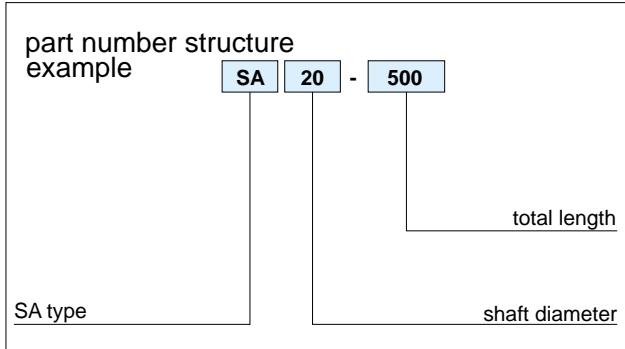 part number structure
example
SA 20 - 500
total length
SA type
shaft diameter